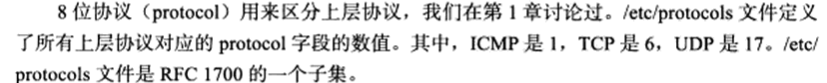 8 位协议（protocol）用来区分上层协议，我们在第 1 章讨论过。/etc/protocols 文件定义
了所有上层协议对应的 protocol 字段的数值。其中，ICMP 是 1，TCP 是 6，UDP 是 17。/etc/
protocols 文件是 RFC 1700 的一个子集。